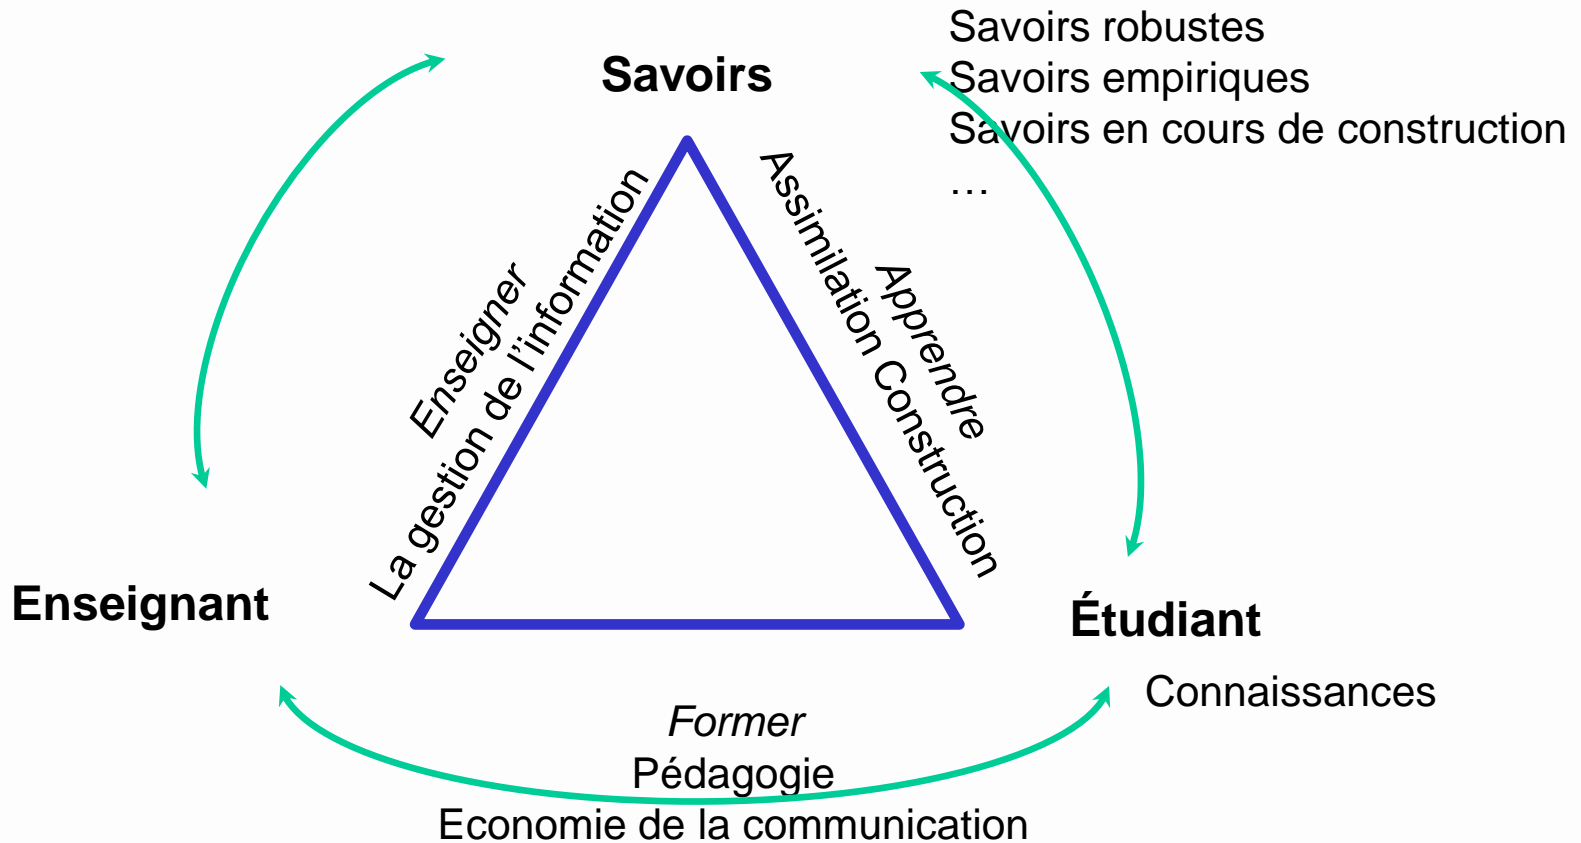 Savoirs robustes
Savoirs
Savoirs empiriques
Savoirs en cours de construction
…
Enseigner
La gestion de l'information
Apprendre
Assimilation Construction
Enseignant
Étudiant
Connaissances
Former
Pédagogie
Economie de la communication